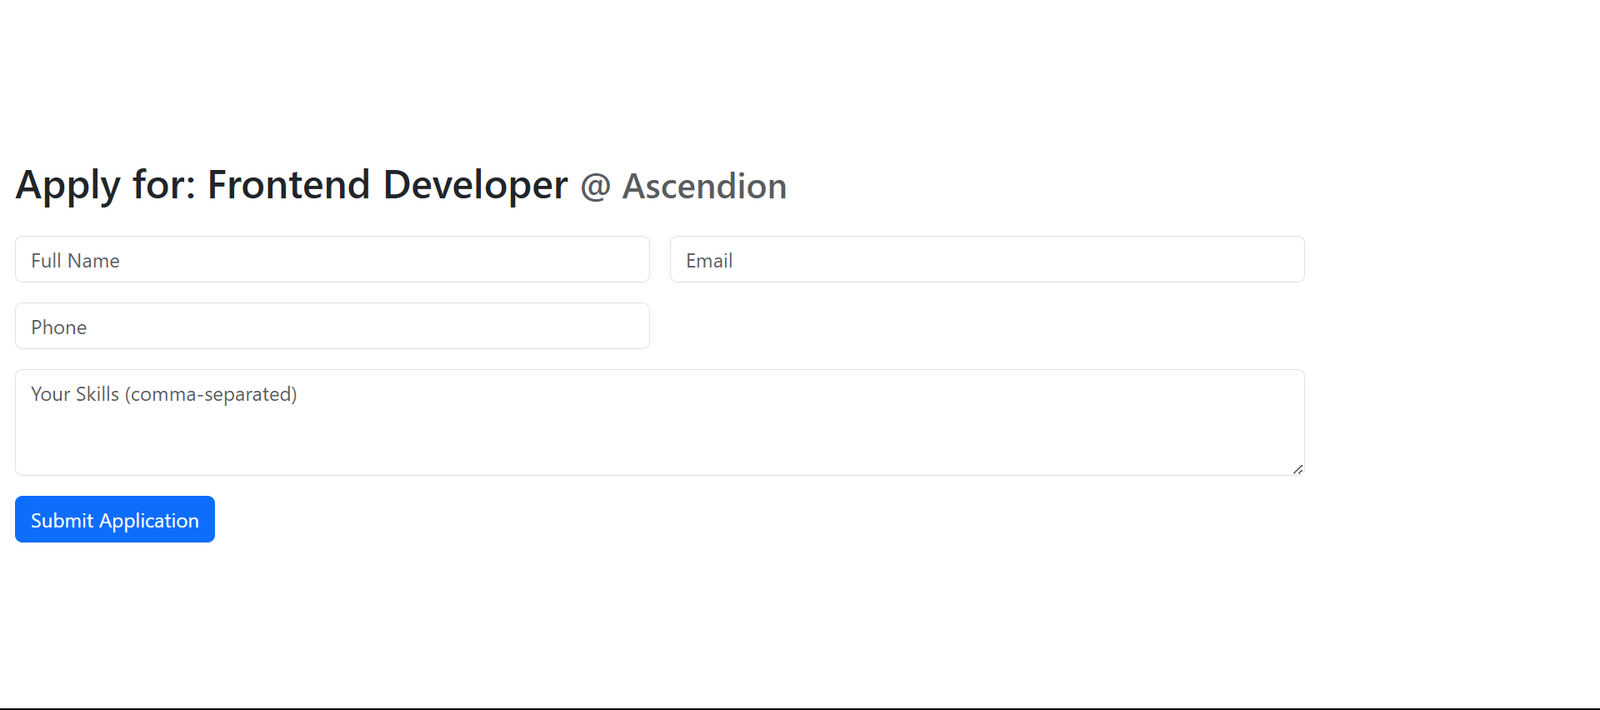 Apply for: Frontend Developer @ Ascendion
Full Name
Email
Phone
Your Skills (comma-separated)
Submit Application